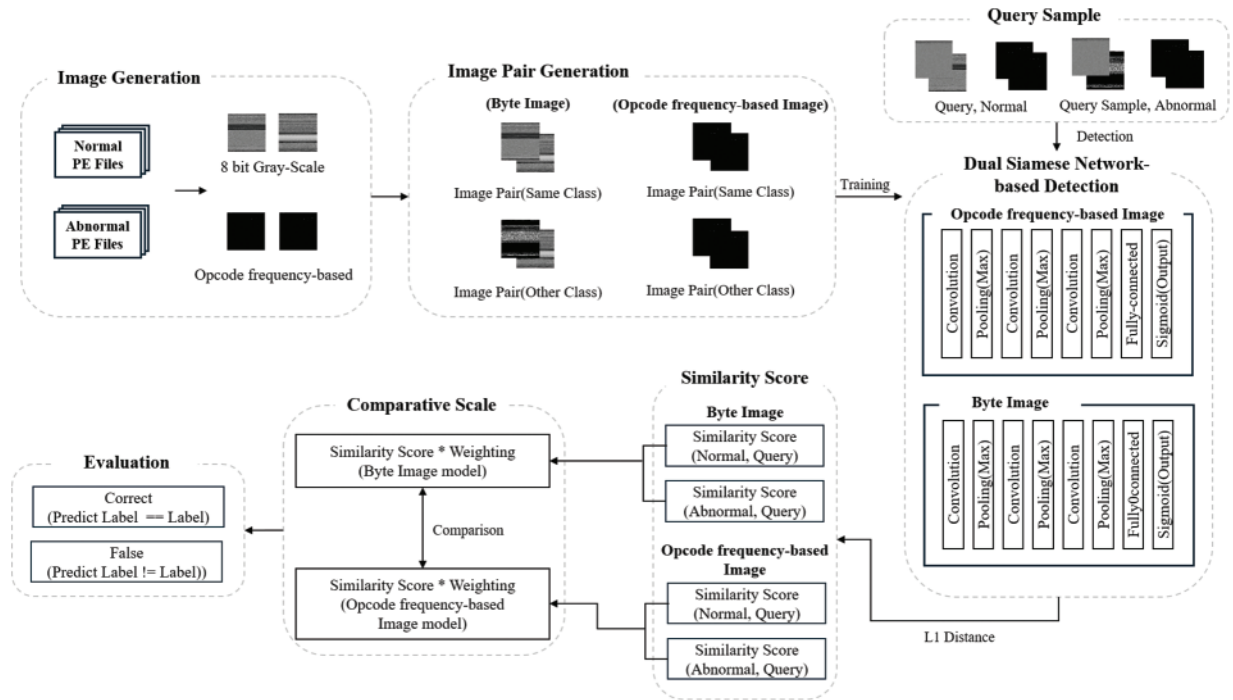 Image Generation
Normal
PE Files
Abnormal
PE Files
8 bit Gray-Scale
Opcode frequency-based
Image Pair Generation
(Byte Image)
(Opcode frequency-based Image)
Image Pair(Same Class)
Image Pair(Same Class)
Image Pair(Other Class)
Image Pair(Other Class)
Training
Query Sample
Query, Normal
Query Sample, Abnormal
Detection
Dual Siamese Network-
based Detection
Opcode frequency-based Image
Convolution
Pooling(Max)
Convolution
Pooling(Max)
Convolution
Pooling(Max)
Fully-connected
Sigmoid(Output)
Byte Image
Convolution
Pooling(Max)
Convolution
Pooling(Max)
Convolution
Pooling(Max)
Fully0connected
Sigmoid(Output)
L1 Distance
Similarity Score
Byte Image
Similarity Score
(Normal, Query)
Similarity Score
(Abnormal, Query)
Opcode frequency-based
Image
Similarity Score
(Normal, Query)
Similarity Score
(Abnormal, Query)
Comparative Scale
Similarity Score * Weighting
(Byte Image model)
Comparison
Similarity Score * Weighting
(Opcode frequency-based
Image model)
Evaluation
Correct
(Predict Label == Label)
False
(Predict Label != Label))